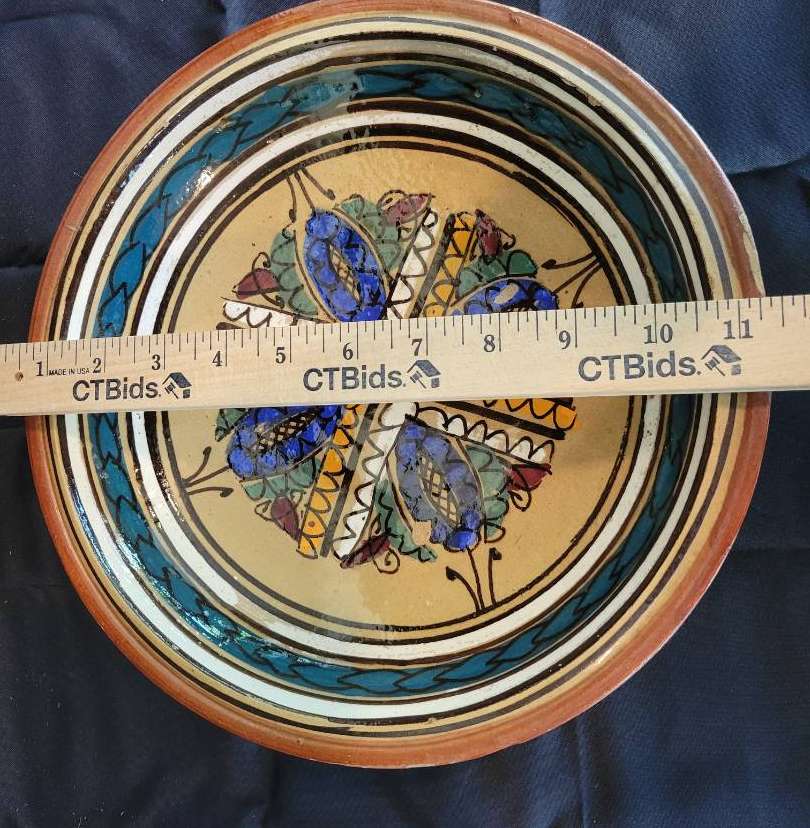 1 MADE IN USA 2 3 4 5 6 7 8 9 10 11
CTBids. CTBids. CTBids.